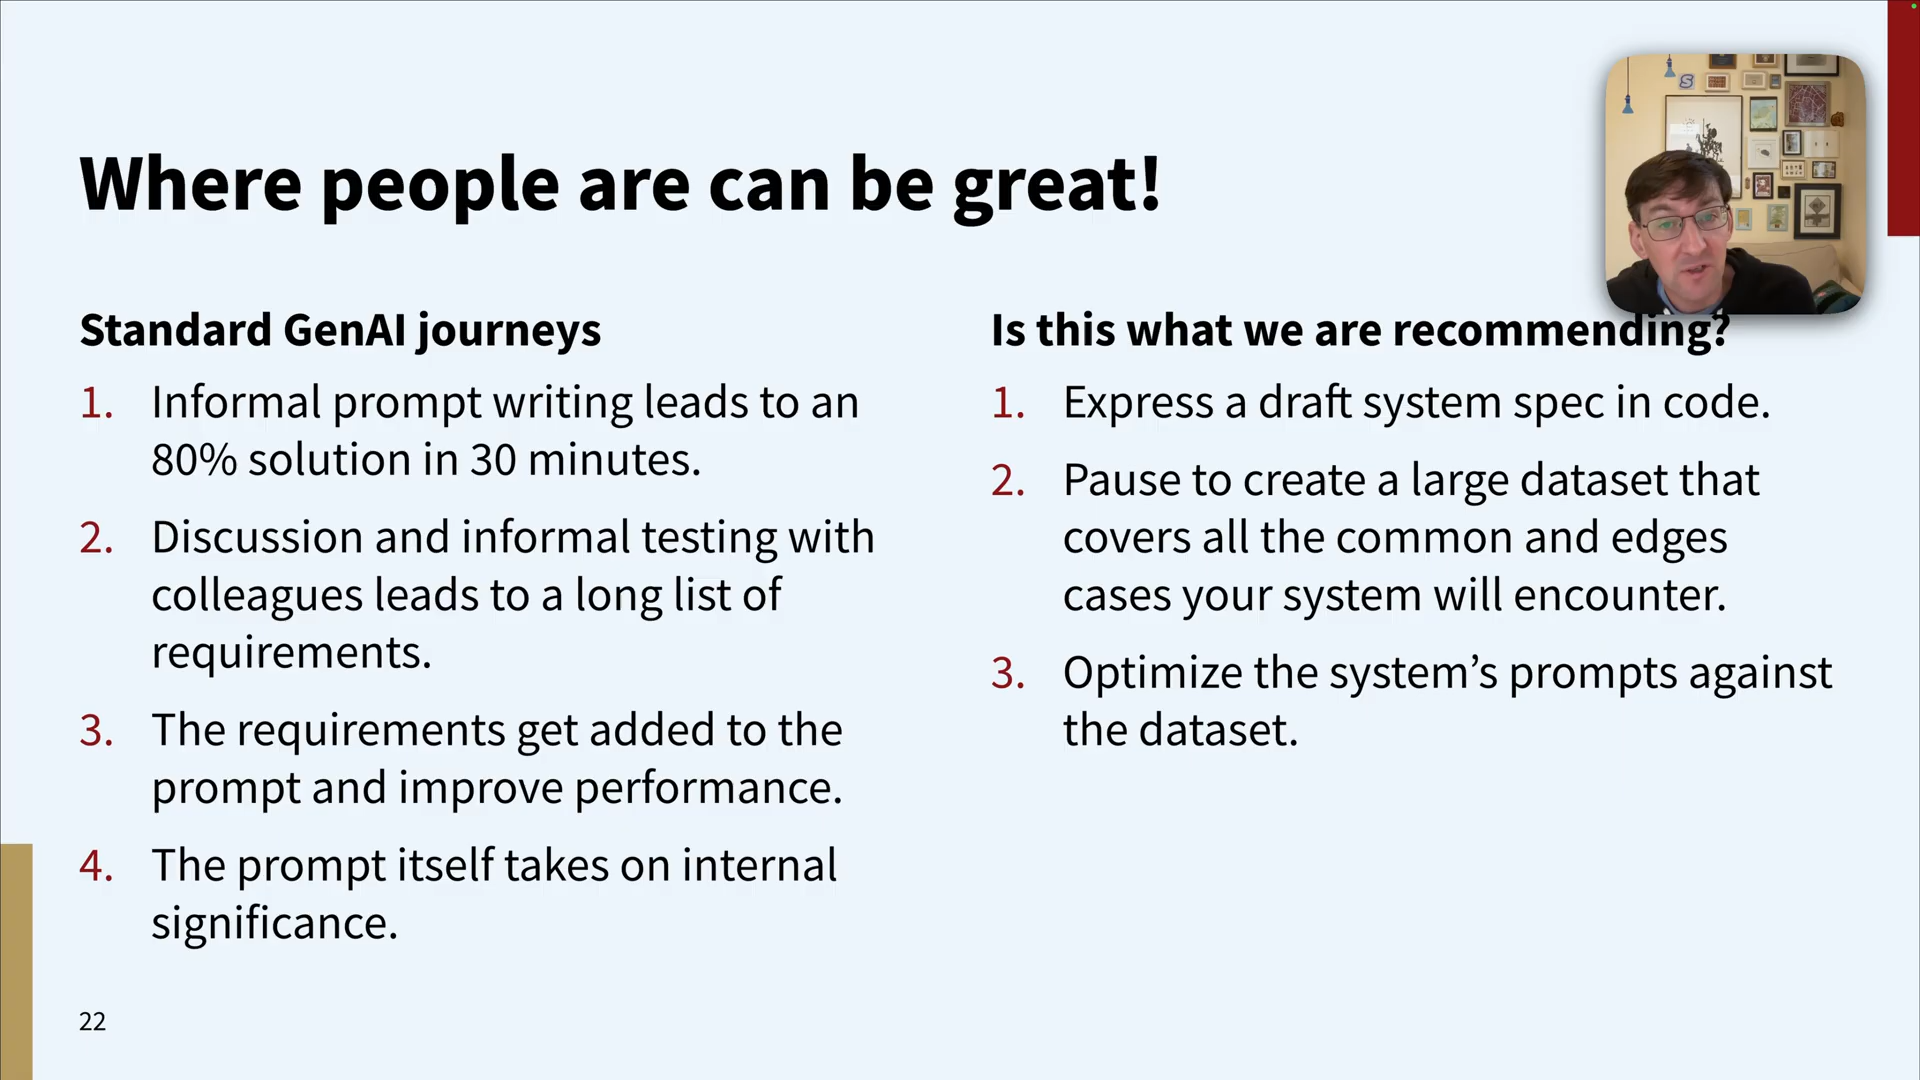 Where people are can be great!
Standard GenAI journeys
1. Informal prompt writing leads to an
80% solution in 30 minutes.
2. Discussion and informal testing with
colleagues leads to a long list of
requirements.
3. The requirements get added to the
prompt and improve performance.
4. The prompt itself takes on internal
significance.
Is this what we are recommending?
1. Express a draft system spec in code.
2. Pause to create a large dataset that
covers all the common and edges
cases your system will encounter.
3. Optimize the system’s prompts against
the dataset.
22